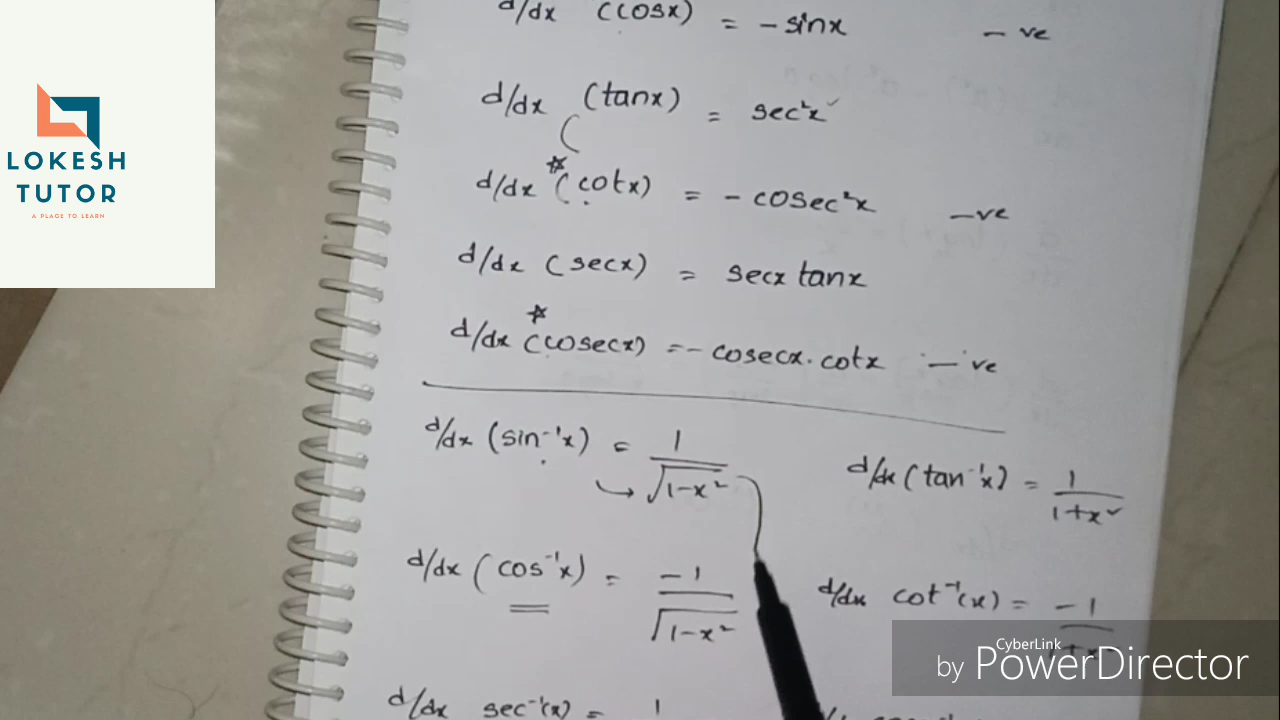 LOKESH
TUTOR
A PLACE TO LEARN
d/dx (cosx) = -sinx -ve
d/dx (tanx) = sec²x
d/dx (cotx) = -cosec²x -ve
d/dx (secx) = secx tanx
d/dx (cosecx) = -cosecx.cotx -ve
d/dx (sin⁻¹x) = 1/√1-x²
d/dx (tan⁻¹x) = 1/1+x²
d/dx (cos⁻¹x) = -1/√1-x²
d/dx cot⁻¹(x) = -1/1+x²
d/dx sec⁻¹(x) = 1
CyberLink
by PowerDirector